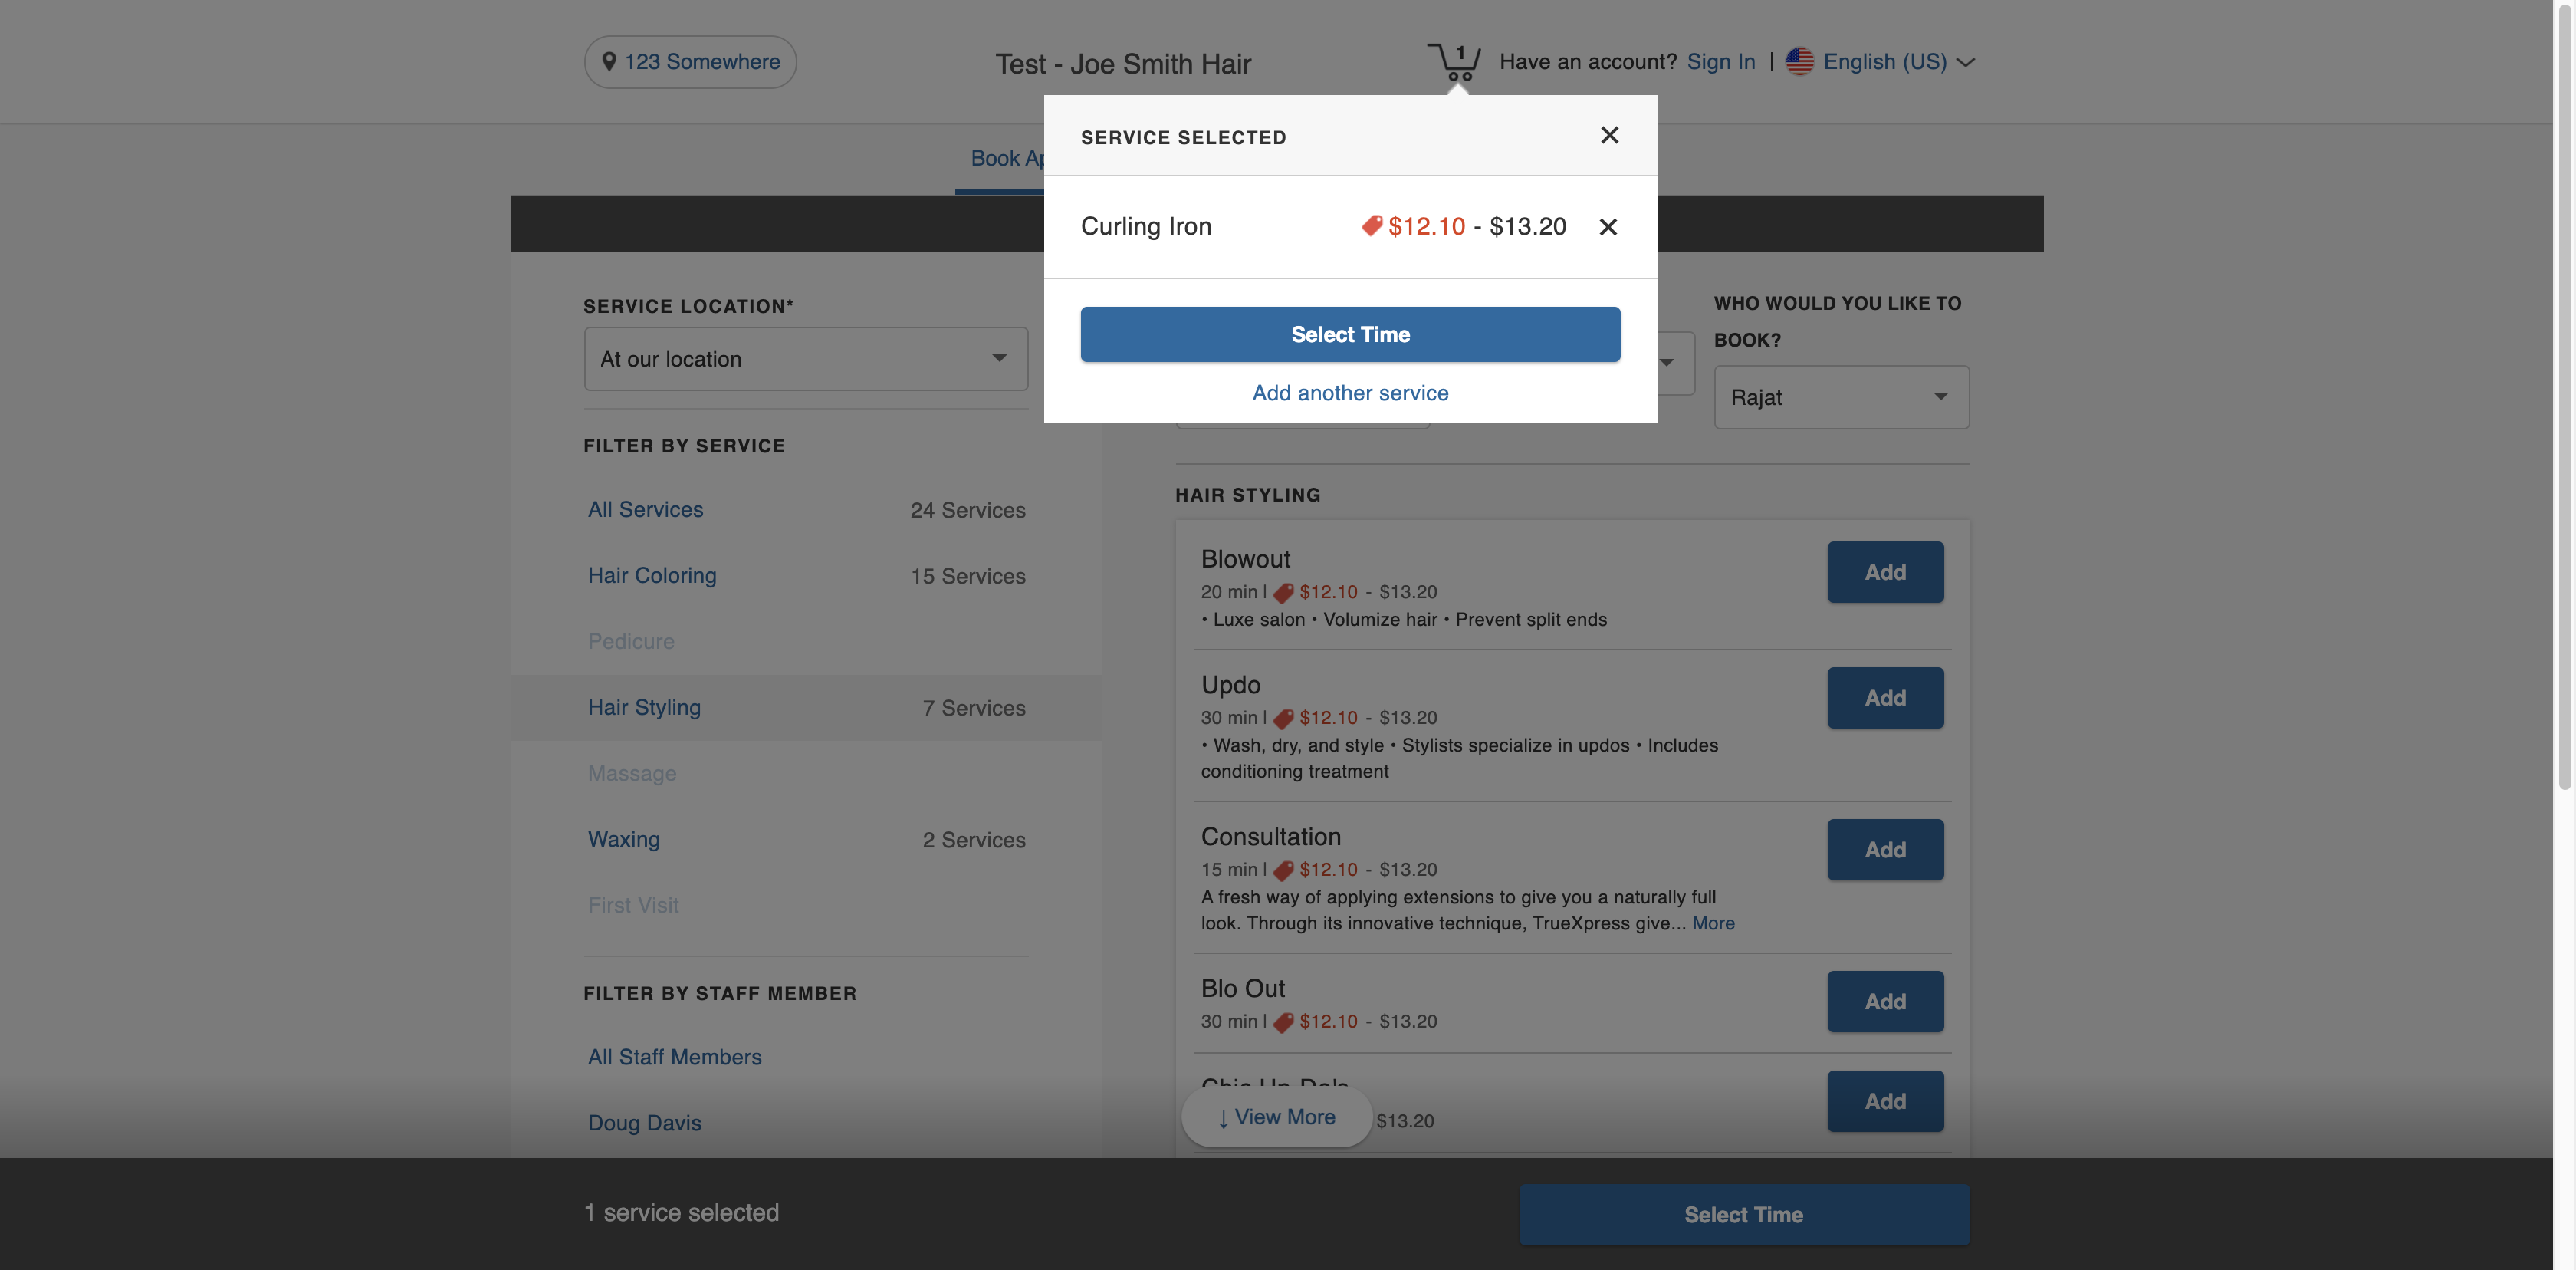 123 Somewhere
Test - Joe Smith Hair
1
Have an account? Sign In | English (US)
Book Ap
SERVICE SELECTED
Curling Iron $12.10 - $13.20
Select Time
Add another service
SERVICE LOCATION*
At our location
WHO WOULD YOU LIKE TO
BOOK?
Rajat
FILTER BY SERVICE
All Services 24 Services
Hair Coloring 15 Services
Pedicure
Hair Styling 7 Services
Massage
Waxing 2 Services
First Visit
FILTER BY STAFF MEMBER
All Staff Members
Doug Davis
HAIR STYLING
Blowout
20 min | $12.10 - $13.20
• Luxe salon • Volumize hair • Prevent split ends
Add
Updo
30 min | $12.10 - $13.20
• Wash, dry, and style • Stylists specialize in updos • Includes
conditioning treatment
Add
Consultation
15 min | $12.10 - $13.20
A fresh way of applying extensions to give you a naturally full
look. Through its innovative technique, TrueXpress give... More
Add
Blo Out
30 min | $12.10 - $13.20
Add
Chic Up-Do's
$13.20
Add
↓ View More
1 service selected
Select Time